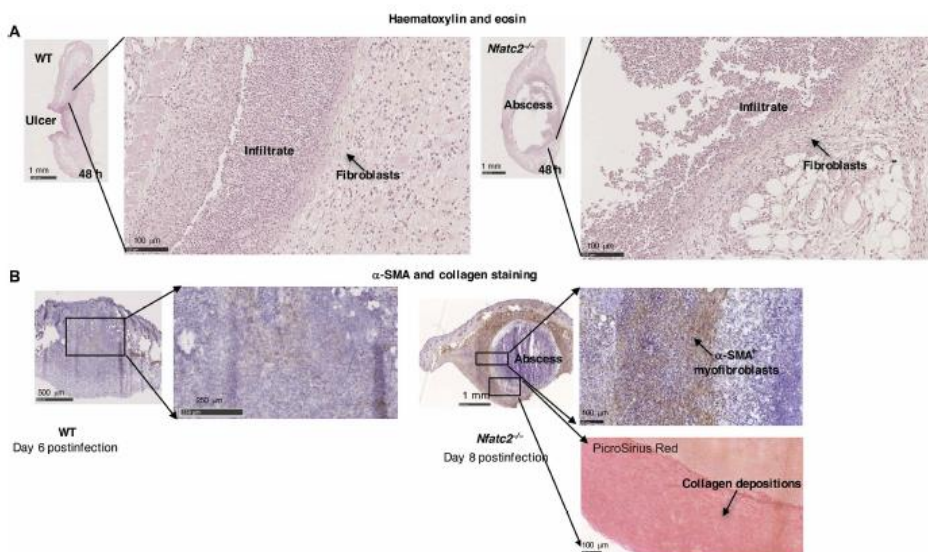 Haematoxylin and eosin
A
WT
Ulcer
1 mm
48 h
Infiltrate
Fibroblasts
100 μm
Nfatc2⁻/⁻
Abscess
1 mm
48 h
Infiltrate
Fibroblasts
100 μm
B
α-SMA and collagen staining
500 μm
250 μm
WT
Day 6 postinfection
Abscess
1 mm
Nfatc2⁻/⁻
Day 8 postinfection
α-SMA⁺
myofibroblasts
100 μm
PicroSirius Red
Collagen depositions
100 μm